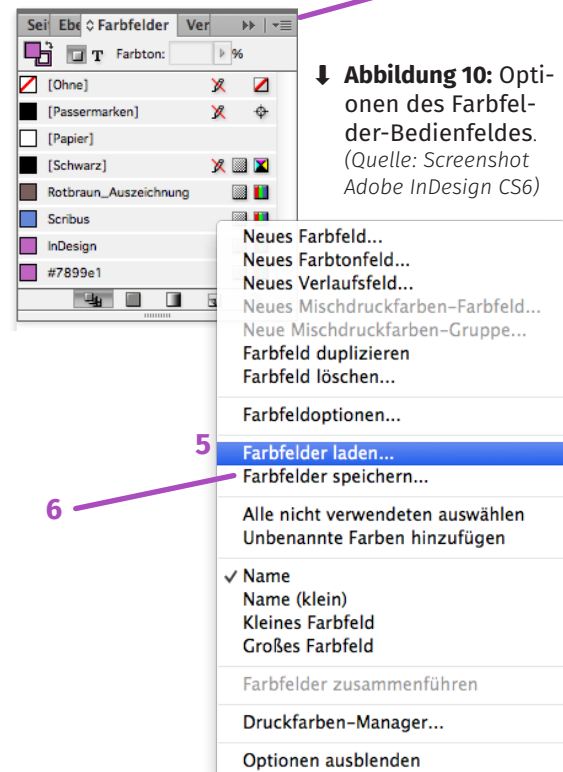 Sei Ebe Farbfelder Ver
T Farbton: %
[Ohne]
[Passermarken]
[Papier]
[Schwarz]
Rotbraun_Auszeichnung
Scribus
InDesign
#7899e1
⬇ Abbildung 10: Opti-
onen des Farbfel-
der-Bedienfeldes.
(Quelle: Screenshot
Adobe InDesign CS6)
Neues Farbfeld...
Neues Farbtonfeld...
Neues Verlaufsfeld...
Neues Mischdruckfarben-Farbfeld...
Neue Mischdruckfarben-Gruppe...
Farbfeld duplizieren
Farbfeld löschen...
Farbfeldoptionen...
5 Farbfelder laden...
6 Farbfelder speichern...
Alle nicht verwendeten auswählen
Unbenannte Farben hinzufügen
✓ Name
Name (klein)
Kleines Farbfeld
Großes Farbfeld
Farbfelder zusammenführen
Druckfarben-Manager...
Optionen ausblenden